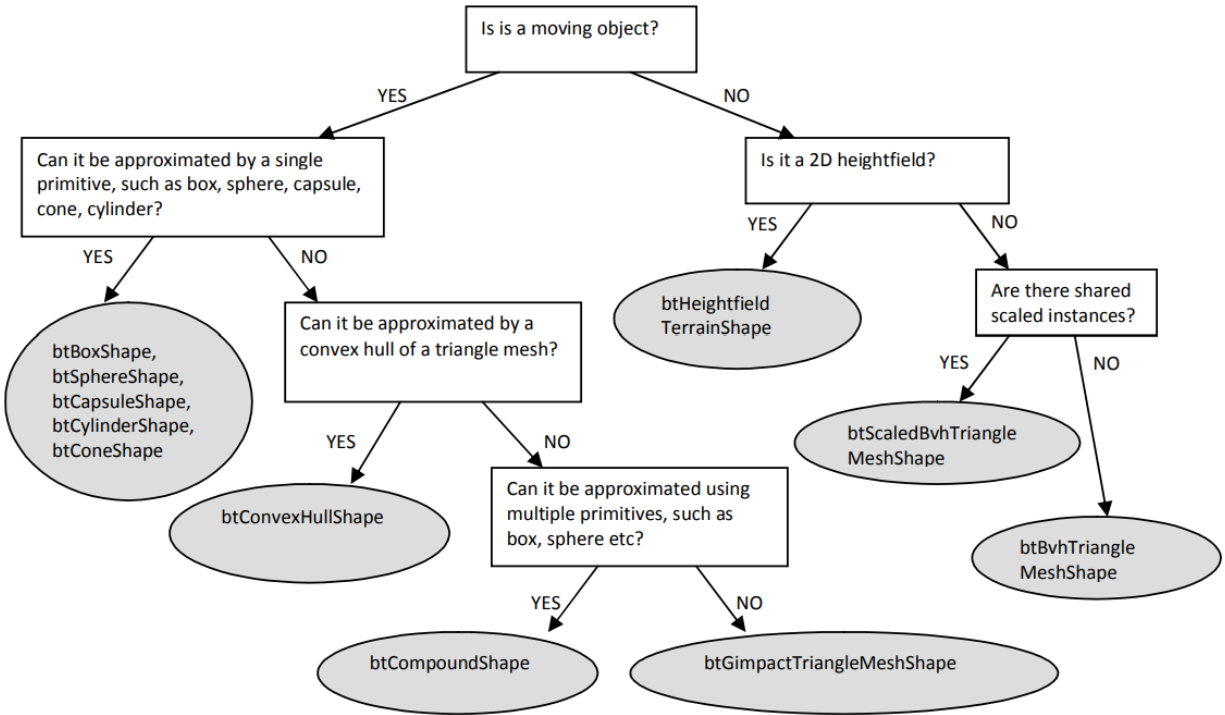 Is is a moving object?
YES
NO
Can it be approximated by a single
primitive, such as box, sphere, capsule,
cone, cylinder?
Is it a 2D heightfield?
YES
NO
YES
NO
btBoxShape,
btSphereShape,
btCapsuleShape,
btCylinderShape,
btConeShape
Can it be approximated by a
convex hull of a triangle mesh?
btHeightfield
TerrainShape
Are there shared
scaled instances?
YES
NO
YES
NO
btConvexHullShape
Can it be approximated using
multiple primitives, such as
box, sphere etc?
btScaledBvhTriangle
MeshShape
btBvhTriangle
MeshShape
YES
NO
btCompoundShape
btGimpactTriangleMeshShape